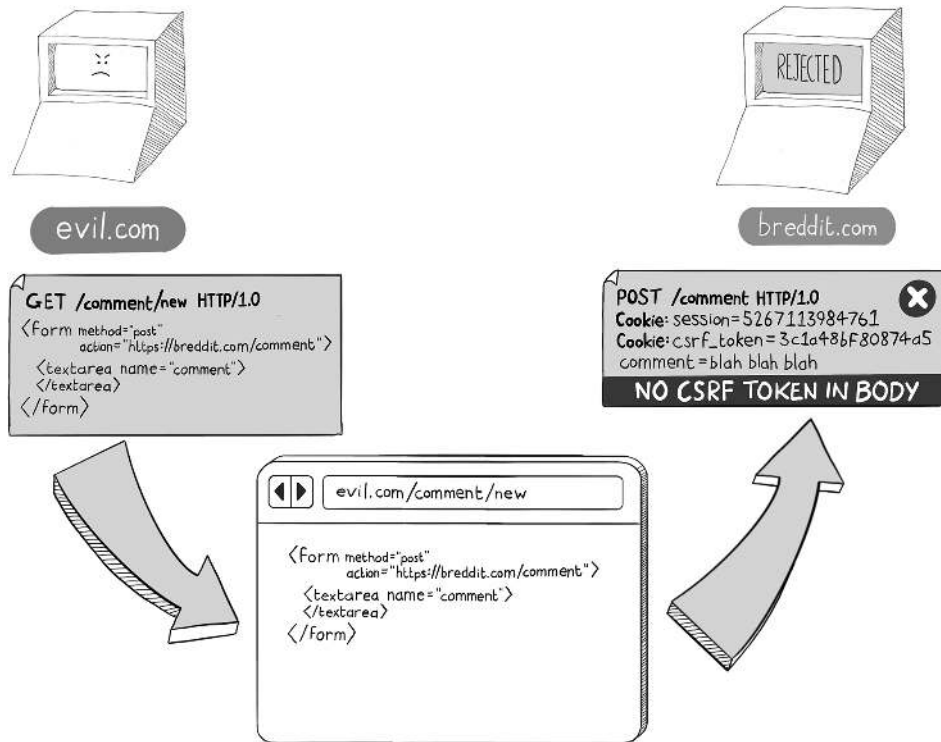 REJECTED
evil.com
breddit.com
GET /comment/new HTTP/1.0
<form method="post"
action="https://breddit.com/comment">
<textarea name="comment">
</textarea>
</form>
POST /comment HTTP/1.0
Cookie: session=5267113984761
Cookie: csrf_token=3c1a48bF80874a5
comment=blah blah blah
NO CSRF TOKEN IN BODY
evil.com/comment/new
<form method="post"
action="https://breddit.com/comment">
<textarea name="comment">
</textarea>
</form>